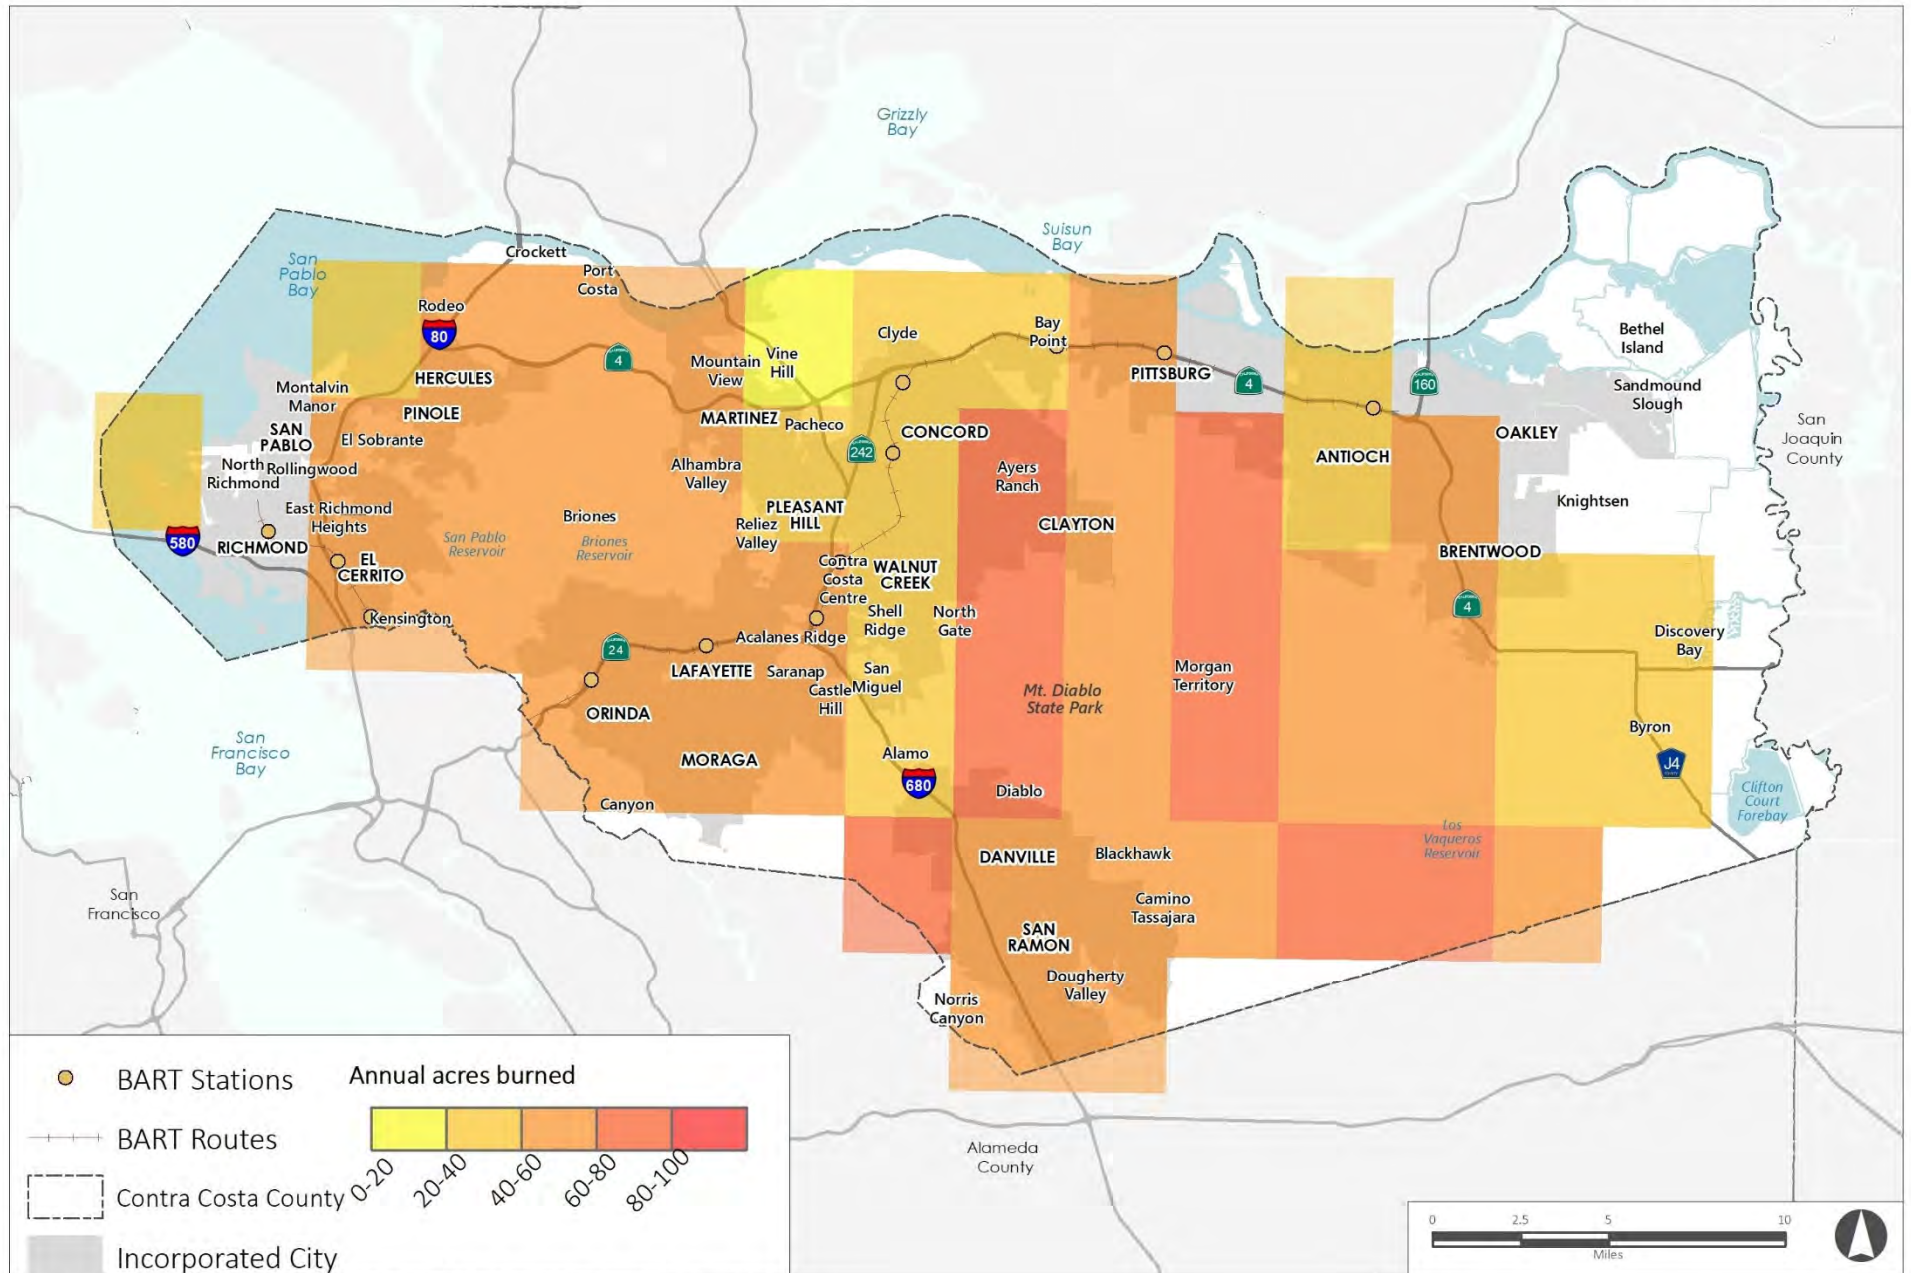 Grizzly
Bay
Suisun
Bay
San
Pablo
Bay
Crockett
Port
Costa
Rodeo
80
4
HERCULES
Mountain
View
Vine
Hill
Clyde
Bay
Point
PITTSBURG
4
160
Bethel
Island
Sandmound
Slough
San
Joaquin
County
Montalvin
Manor
PINOLE
SAN
PABLO
El Sobrante
MARTINEZ
Pacheco
242
CONCORD
ANTIOCH
OAKLEY
North
Richmond
Rollingwood
Alhambra
Valley
Ayers
Ranch
Knightsen
East Richmond
Heights
Briones
PLEASANT
HILL
Reliez
Valley
CLAYTON
580
RICHMOND
San Pablo
Reservoir
Briones
Reservoir
BRENTWOOD
EL
CERRITO
Contra
Costa
Centre
WALNUT
CREEK
Kensington
Shell
Ridge
North
Gate
4
24
Acalanes Ridge
Discovery
Bay
LAFAYETTE
Saranap
San
Miguel
Castle
Hill
Mt. Diablo
State Park
Morgan
Territory
ORINDA
Byron
San
Francisco
Bay
MORAGA
Alamo
680
J4
Canyon
Diablo
Clifton
Court
Forebay
Los
Vaqueros
Reservoir
DANVILLE
Blackhawk
San
Francisco
Camino
Tassajara
SAN
RAMON
Dougherty
Valley
Norris
Canyon
Alameda
County
BART Stations
BART Routes
Contra Costa County
Incorporated City
Annual acres burned
0-20
20-40
40-60
60-80
80-100
0 2.5 5 10
Miles